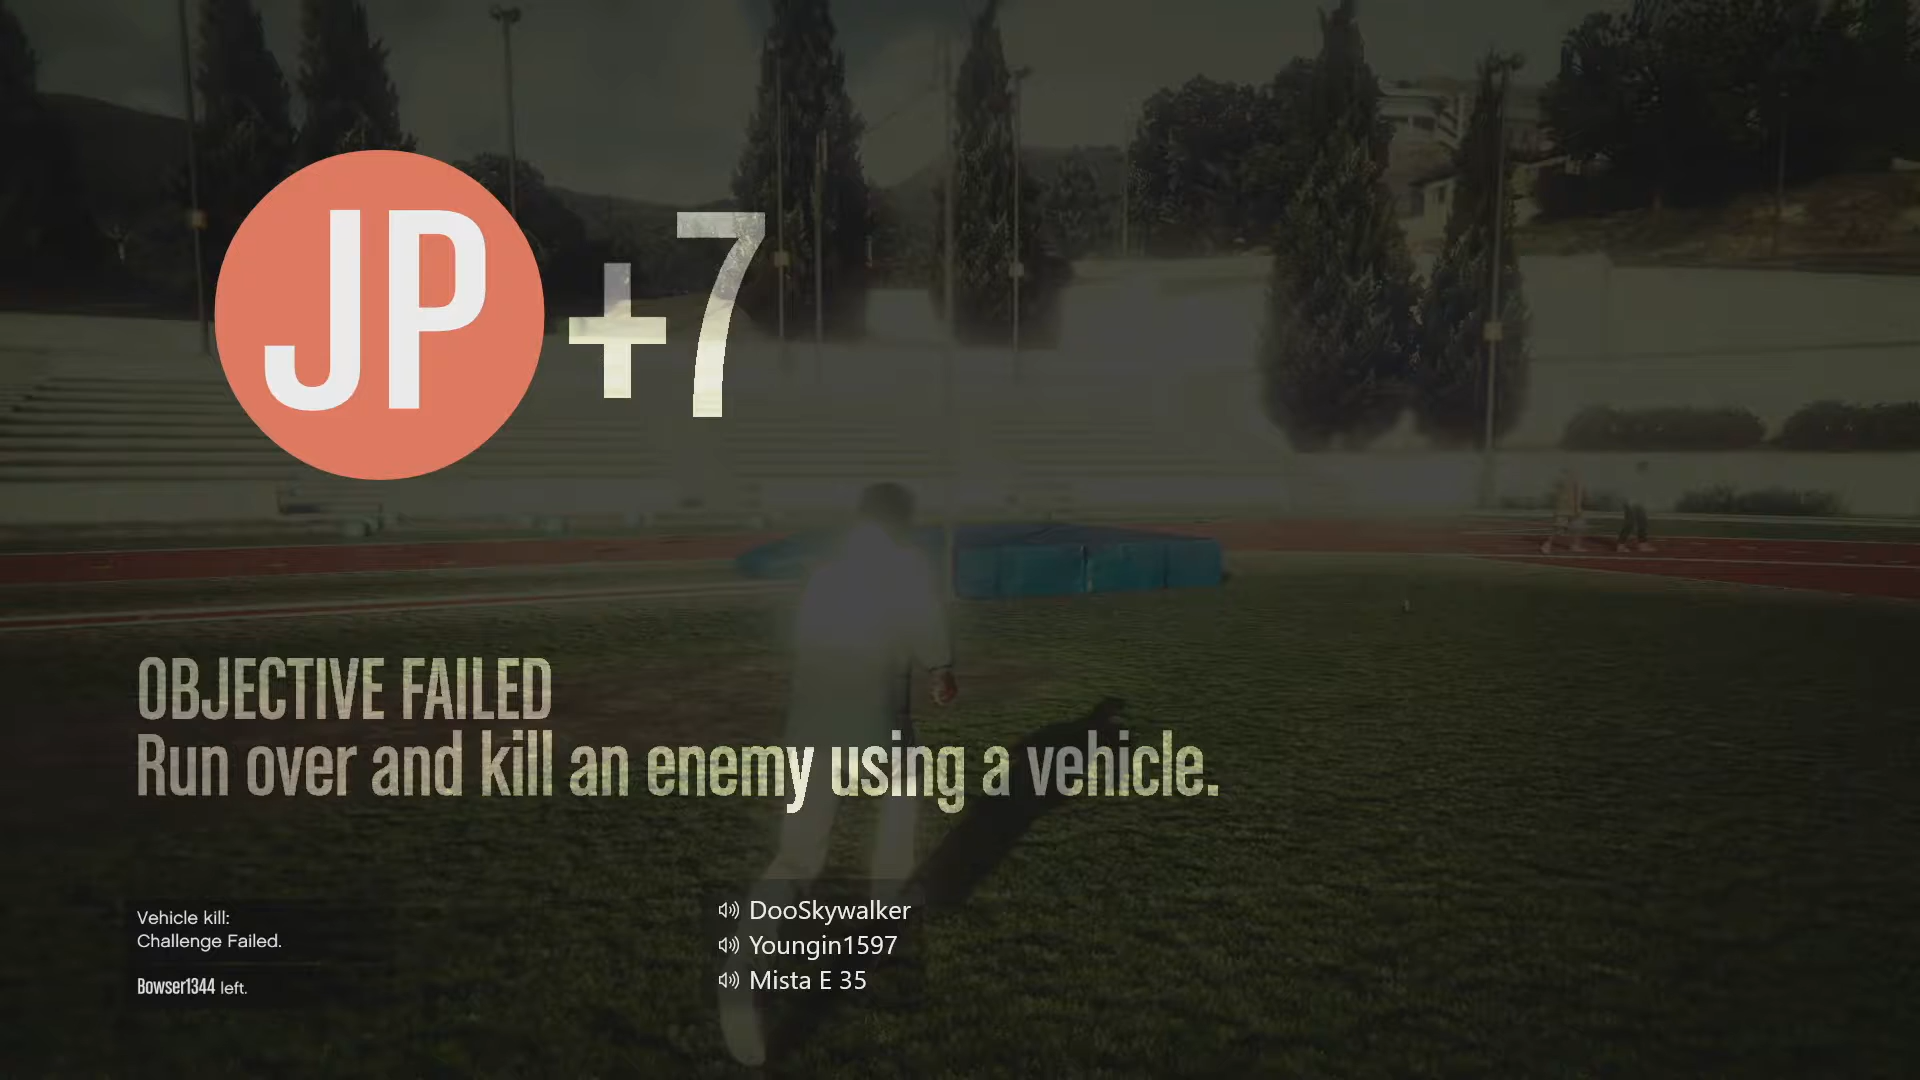 JP +7
OBJECTIVE FAILED
Run over and kill an enemy using a vehicle.
Vehicle kill:
Challenge Failed.
Bowser1344 left.
DooSkywalker
Youngin1597
Mista E 35